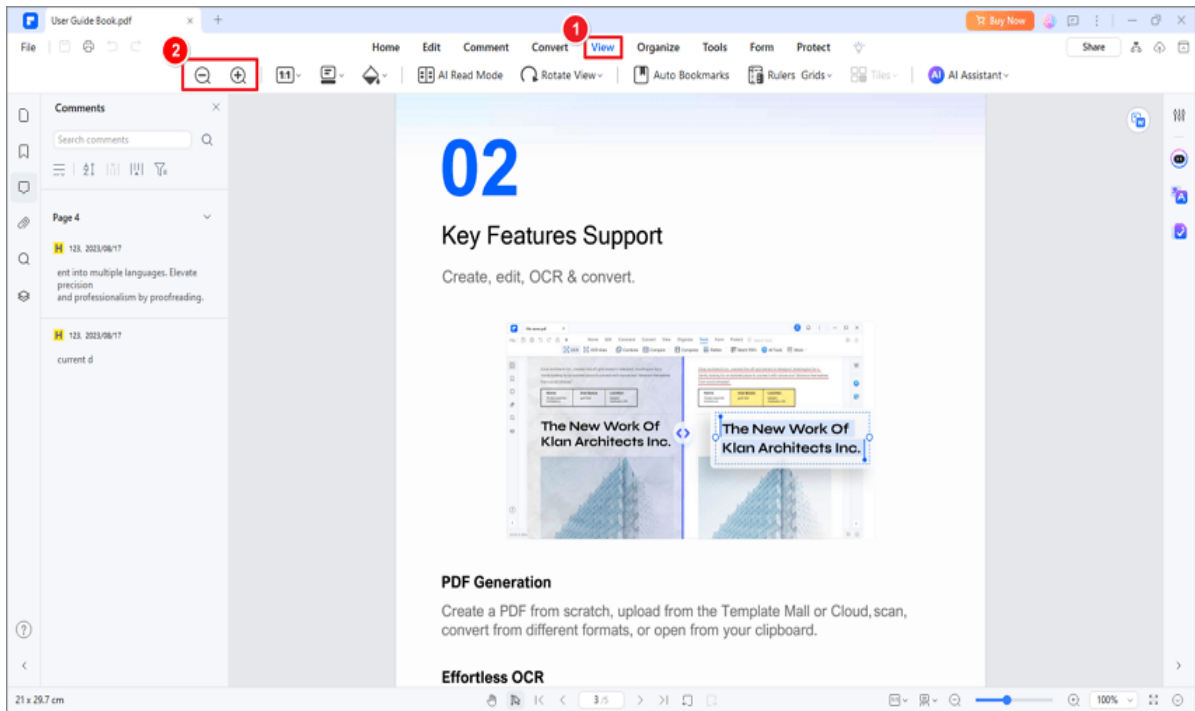 User Guide Book.pdf
Buy Now
1
File
Home Edit Comment Convert View Organize Tools Form Protect
Share
2
1:1
AI Read Mode
Rotate View
Auto Bookmarks
Rulers Grids
Tiles
AI
AI Assistant
Comments
Search comments
Page 4
H 123, 2023/08/17
ent into multiple languages. Elevate
precision
and professionalism by proofreading.
H 123, 2023/08/17
current d
02
Key Features Support
Create, edit, OCR & convert.
The New Work Of
Klan Architects Inc.
The New Work Of
Klan Architects Inc.
PDF Generation
Create a PDF from scratch, upload from the Template Mall or Cloud, scan,
convert from different formats, or open from your clipboard.
Effortless OCR
21 x 29.7 cm
3 /5
100%